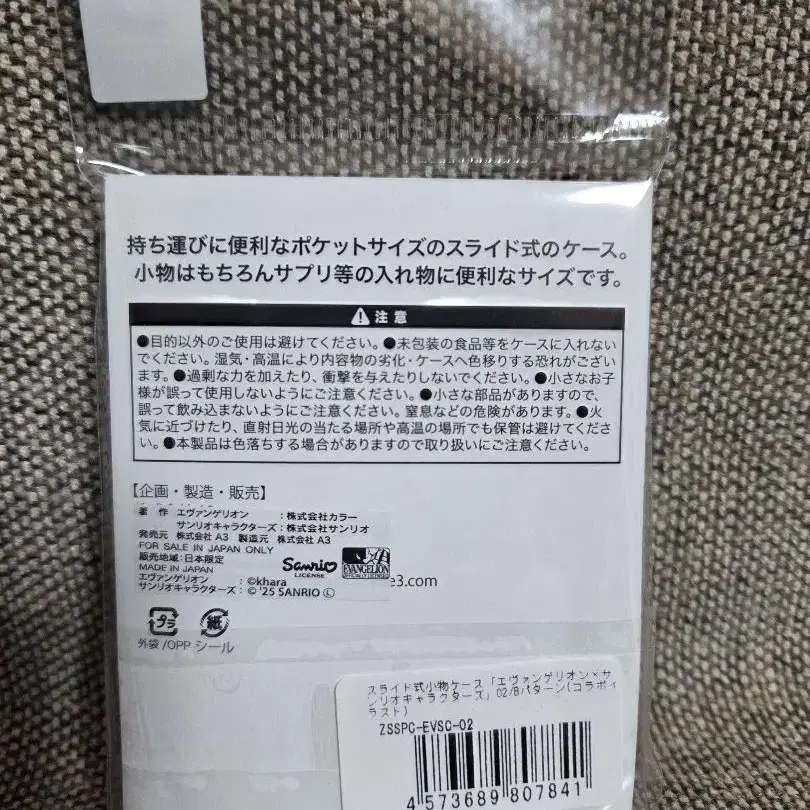 持ち運びに便利なポケットサイズのスライド式のケース。
小物はもちろんサプリ等の入れ物に便利なサイズです。
注意
●目的以外のご使用は避けてください。●未包装の食品等をケースに入れない
でください。湿気・高温により内容物の劣化・ケースへ色移りする恐れがござい
ます。●過剰な力を加えたり、衝撃を与えたりしないでください。●小さなお子
様が誤って使用しないようにご注意ください。●小さな部品がありますので、
誤って飲み込まないようにご注意ください。窒息などの危険があります。●火
気に近づけたり、直射日光の当たる場所や高温の場所でも保管は避けてくださ
い。●本製品は色落ちする場合がありますので取り扱いにご注意ください。
【企画・製造・販売】
著 作 エヴァンゲリオン : 株式会社カラー
サンリオキャラクターズ : 株式会社サンリオ
発売元 株式会社 A3 製造元 株式会社 A3
FOR SALE IN JAPAN ONLY
販売地域:日本限定
MADE IN JAPAN
エヴァンゲリオン : ©khara
サンリオキャラクターズ : © '25 SANRIO Ⓛ
Sanrio
LICENSE
EVANGELION
OFFICIALLY LICENSED
e3.com
プラ
紙
外袋/OPP シール
スライド式小物ケース「エヴァンゲリオン×サ
ンリオキャラクターズ」02/Bパターン(コラボイ
ラスト)
ZSSPC-EVSC-02
4 573689 807841